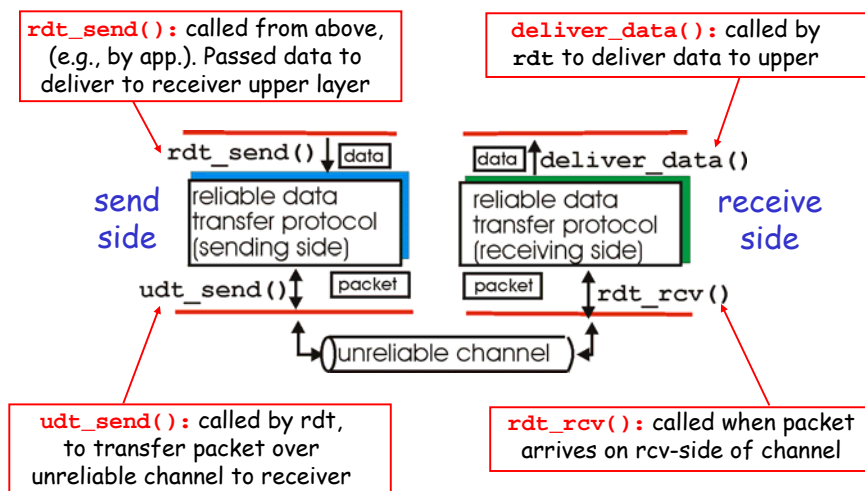 rdt_send(): called from above,
(e.g., by app.). Passed data to
deliver to receiver upper layer
deliver_data(): called by
rdt to deliver data to upper
rdt_send()
data
data
deliver_data()
send
side
reliable data
transfer protocol
(sending side)
reliable data
transfer protocol
(receiving side)
receive
side
udt_send()
packet
packet
rdt_rcv()
unreliable channel
udt_send(): called by rdt,
to transfer packet over
unreliable channel to receiver
rdt_rcv(): called when packet
arrives on rcv-side of channel